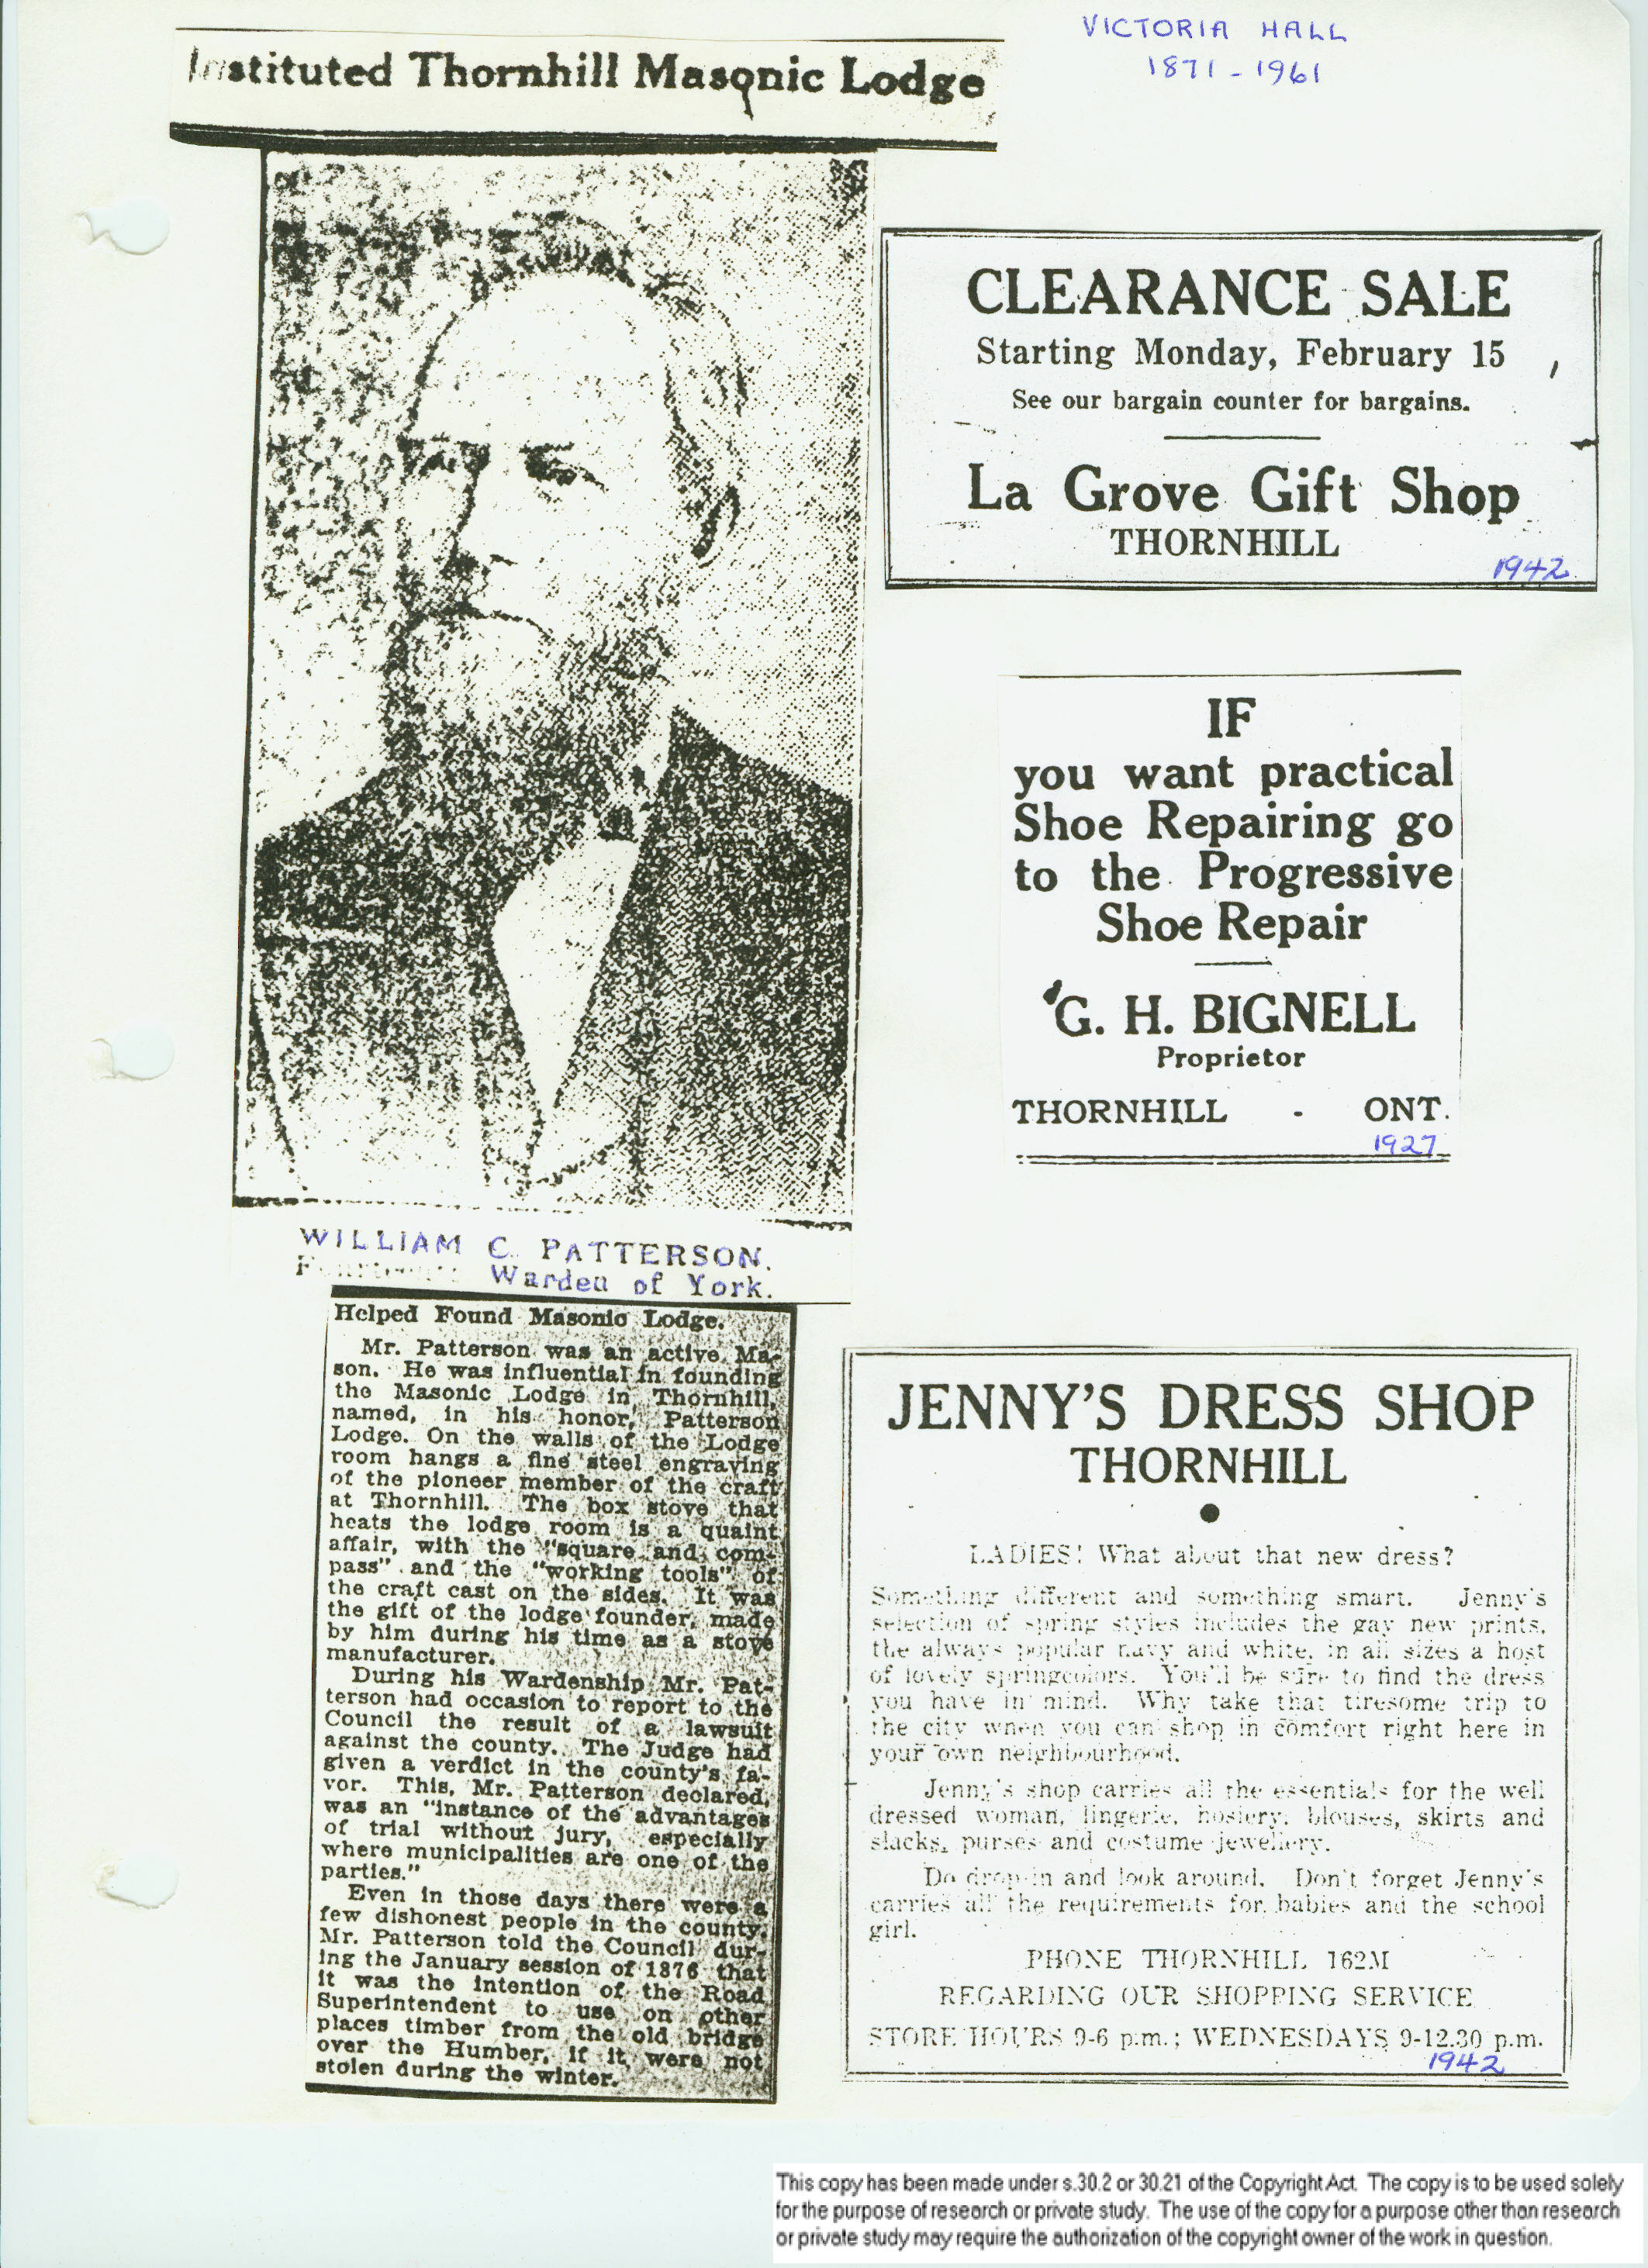 VICTORIA HALL
1871 - 1961
Instituted Thornhill Masonic Lodge
WILLIAM C. PATTERSON.
Warden of York.
Helped Found Masonic Lodge.
Mr. Patterson was an active Ma-
son. He was influential in founding
the Masonic Lodge in Thornhill,
named, in his honor, Patterson
Lodge. On the walls of the Lodge
room hangs a fine steel engraving
of the pioneer member of the craft
at Thornhill. The box stove that
heats the lodge room is a quaint
affair, with the "square and com-
pass" and the "working tools" of
the craft cast on the sides. It was
the gift of the lodge founder, made
by him during his time as a stove
manufacturer.
During his Wardenship Mr. Pat-
terson had occasion to report to the
Council the result of a lawsuit
against the county. The Judge had
given a verdict in the county's fa-
vor. This, Mr. Patterson declared,
was an "instance of the advantages
of trial without jury, especially
where municipalities are one of the
parties."
Even in those days there were a
few dishonest people in the county.
Mr. Patterson told the Council dur-
ing the January session of 1876 that
it was the intention of the Road
Superintendent to use on other
places timber from the old bridge
over the Humber, if it were not
stolen during the winter.
CLEARANCE SALE
Starting Monday, February 15
See our bargain counter for bargains.
La Grove Gift Shop
THORNHILL
1942
IF
you want practical
Shoe Repairing go
to the Progressive
Shoe Repair
G. H. BIGNELL
Proprietor
THORNHILL - ONT.
1927
JENNY'S DRESS SHOP
THORNHILL
LADIES! What about that new dress?
Something different and something smart. Jenny's
selection of spring styles includes the gay new prints,
the always popular navy and white, in all sizes a host
of lovely springcolors. You'll be sure to find the dress
you have in mind. Why take that tiresome trip to
the city when you can shop in comfort right here in
your own neighbourhood.
Jenny's shop carries all the essentials for the well
dressed woman, lingerie, hosiery, blouses, skirts and
slacks, purses and costume jewellery.
Do drop in and look around. Don't forget Jenny's
carries all the requirements for babies and the school
girl.
PHONE THORNHILL 162M
REGARDING OUR SHOPPING SERVICE
STORE HOURS 9-6 p.m.; WEDNESDAYS 9-12.30 p.m.
1942
This copy has been made under s.30.2 or 30.21 of the Copyright Act. The copy is to be used solely
for the purpose of research or private study. The use of the copy for a purpose other than research
or private study may require the authorization of the copyright owner of the work in question.